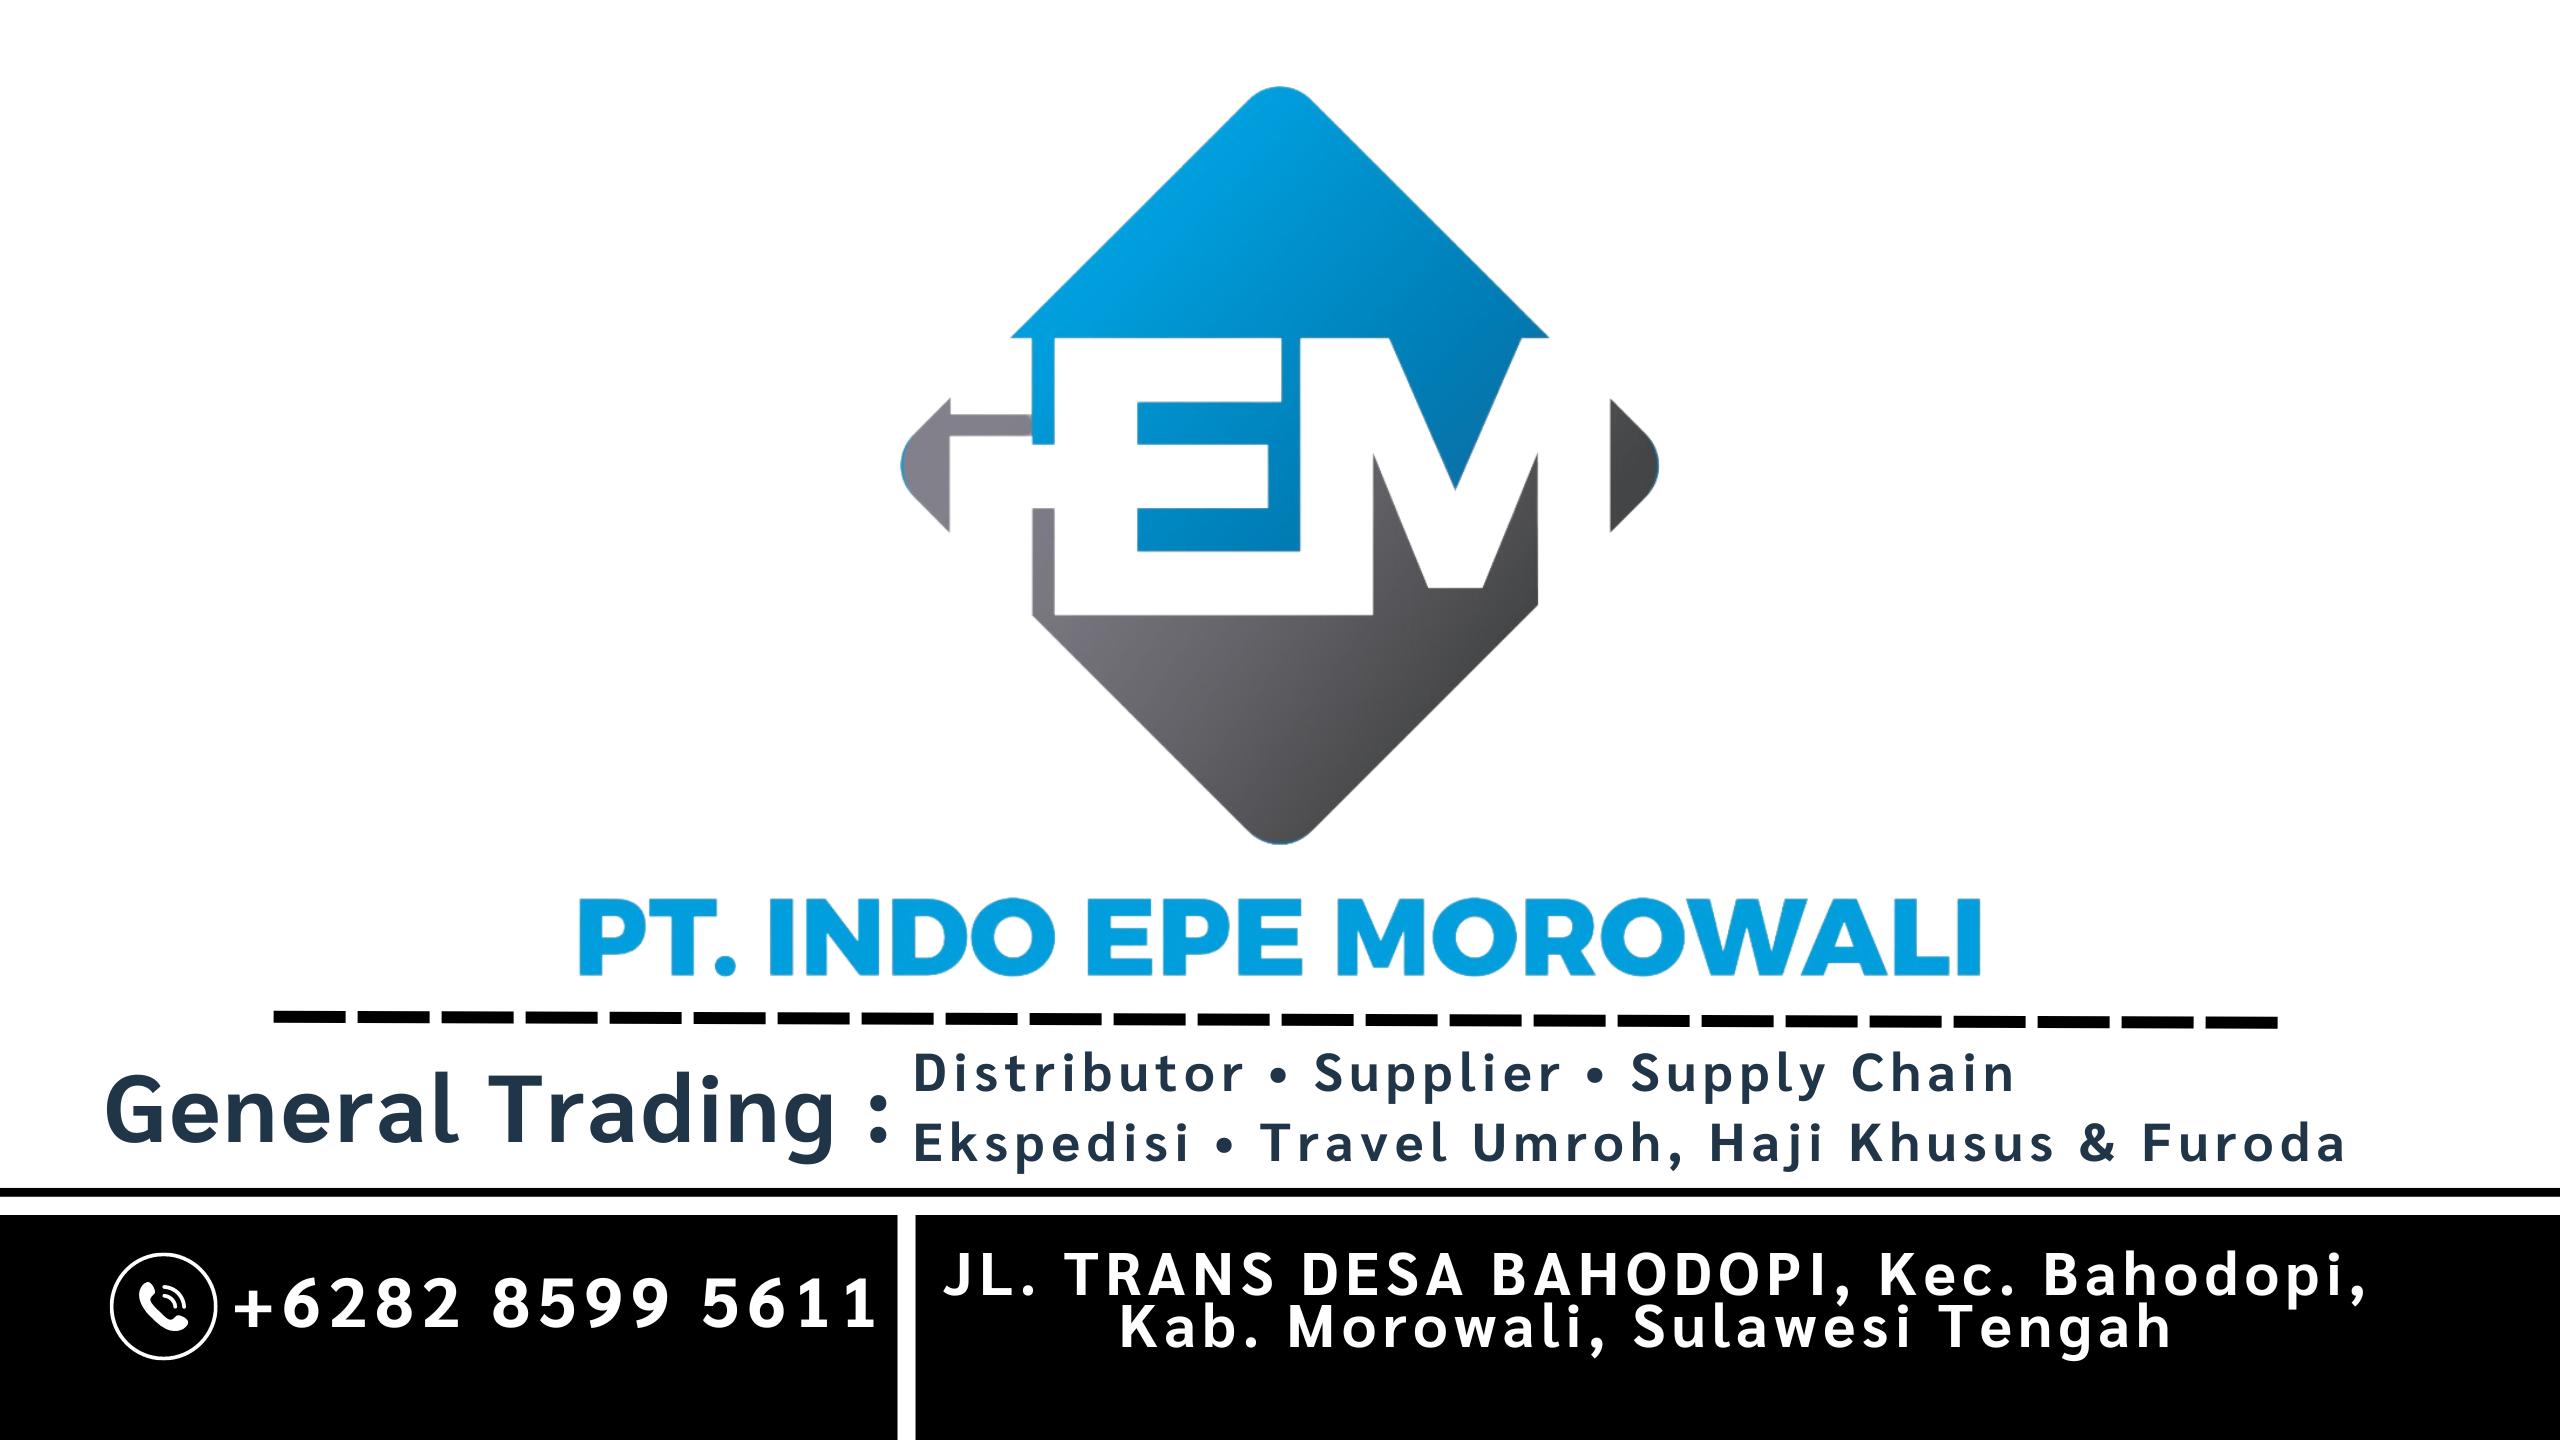 EM
PT. INDO EPE MOROWALI
General Trading :
Distributor • Supplier • Supply Chain
Ekspedisi • Travel Umroh, Haji Khusus & Furoda
+6282 8599 5611
JL. TRANS DESA BAHODOPI, Kec. Bahodopi,
Kab. Morowali, Sulawesi Tengah